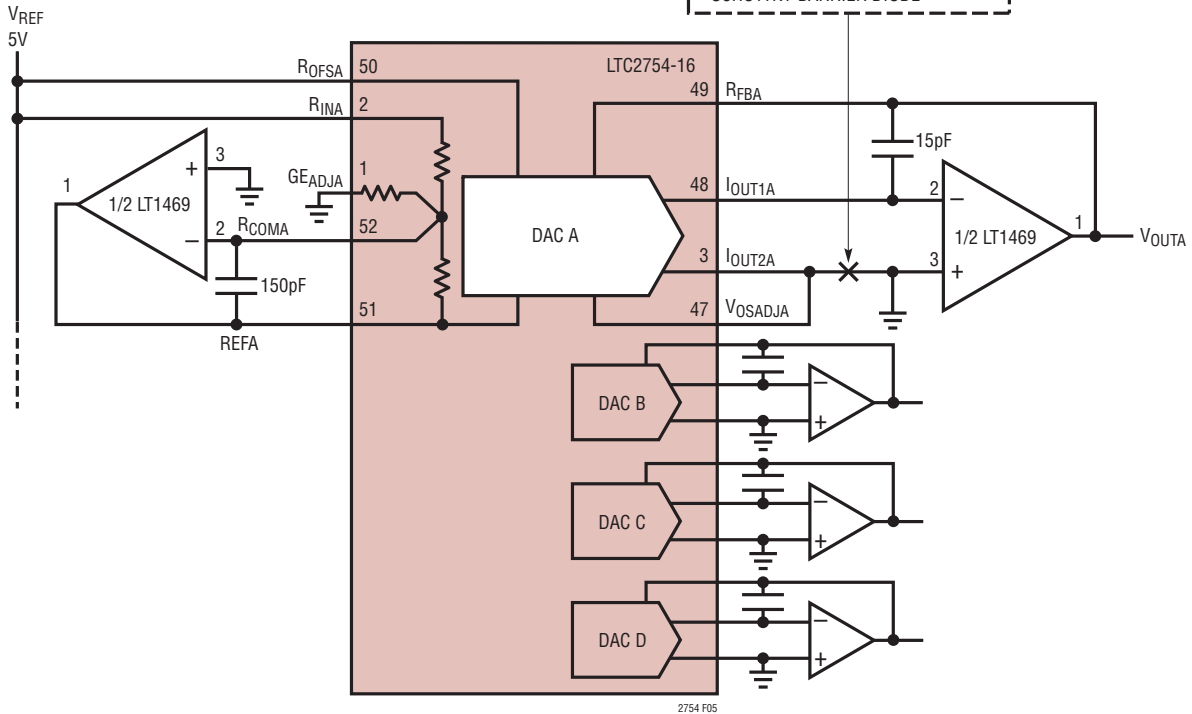 VREF
5V
ROFSA 50
RINA 2
GEADJA 1
RCOMA 52
51
REFA
150pF
1
1/2 LT1469
+ 3
− 2
LTC2754-16
DAC A
49 RFBA
48 IOUT1A
3 IOUT2A
47 VOSADJA
15pF
2 −
3 +
1/2 LT1469
1
VOUTA
DAC B
−
+
DAC C
−
+
DAC D
−
+
2754 F05